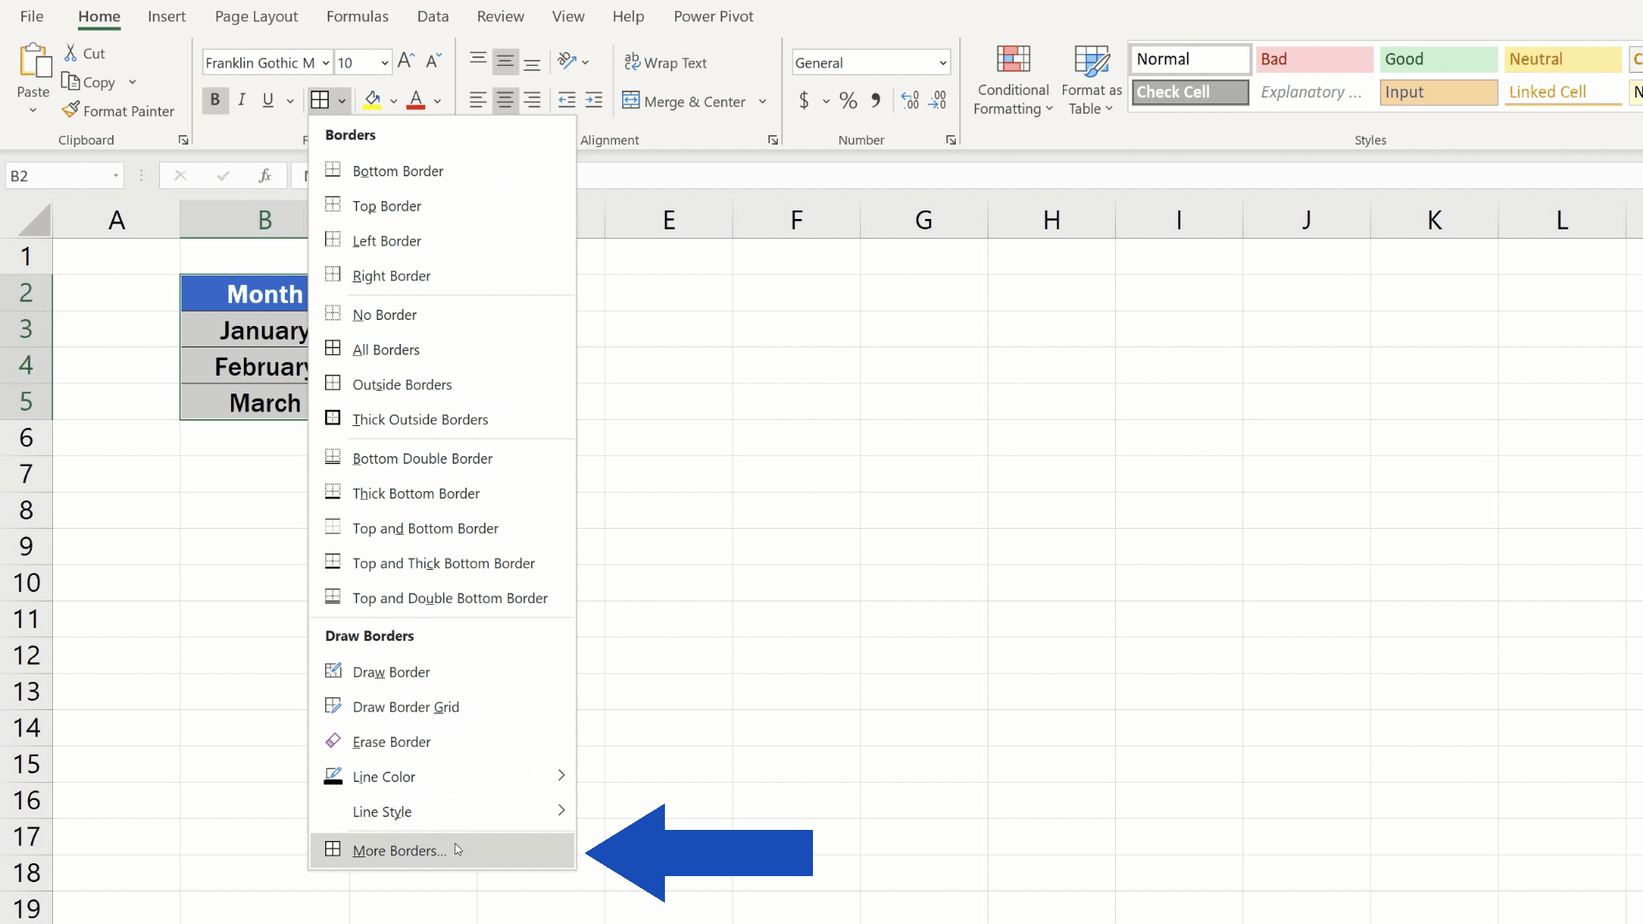 File Home Insert Page Layout Formulas Data Review View Help Power Pivot
Paste
Cut
Copy
Format Painter
Clipboard
Franklin Gothic M 10
B I U
Wrap Text
Merge & Center
Alignment
General
$ % ,
Number
Conditional
Formatting
Format as
Table
Normal Bad Good Neutral
Check Cell Explanatory ... Input Linked Cell
Styles
B2 fx
A B E F G H I J K L
1
2 Month
3 January
4 February
5 March
6
7
8
9
10
11
12
13
14
15
16
17
18
19
Borders
Bottom Border
Top Border
Left Border
Right Border
No Border
All Borders
Outside Borders
Thick Outside Borders
Bottom Double Border
Thick Bottom Border
Top and Bottom Border
Top and Thick Bottom Border
Top and Double Bottom Border
Draw Borders
Draw Border
Draw Border Grid
Erase Border
Line Color
Line Style
More Borders...